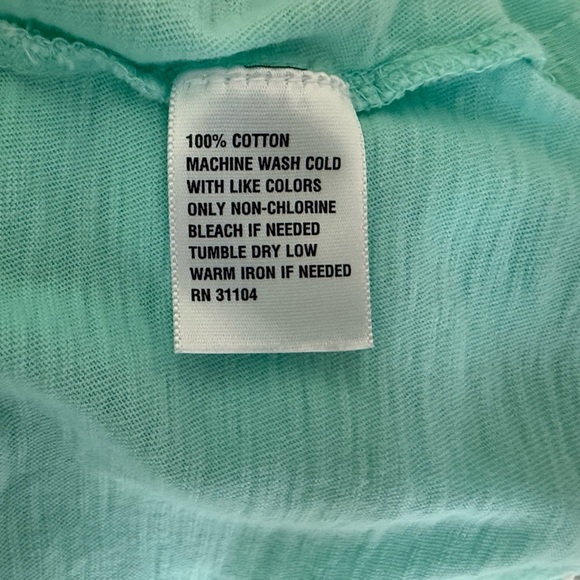 100% COTTON
MACHINE WASH COLD
WITH LIKE COLORS
ONLY NON-CHLORINE
BLEACH IF NEEDED
TUMBLE DRY LOW
WARM IRON IF NEEDED
RN 31104